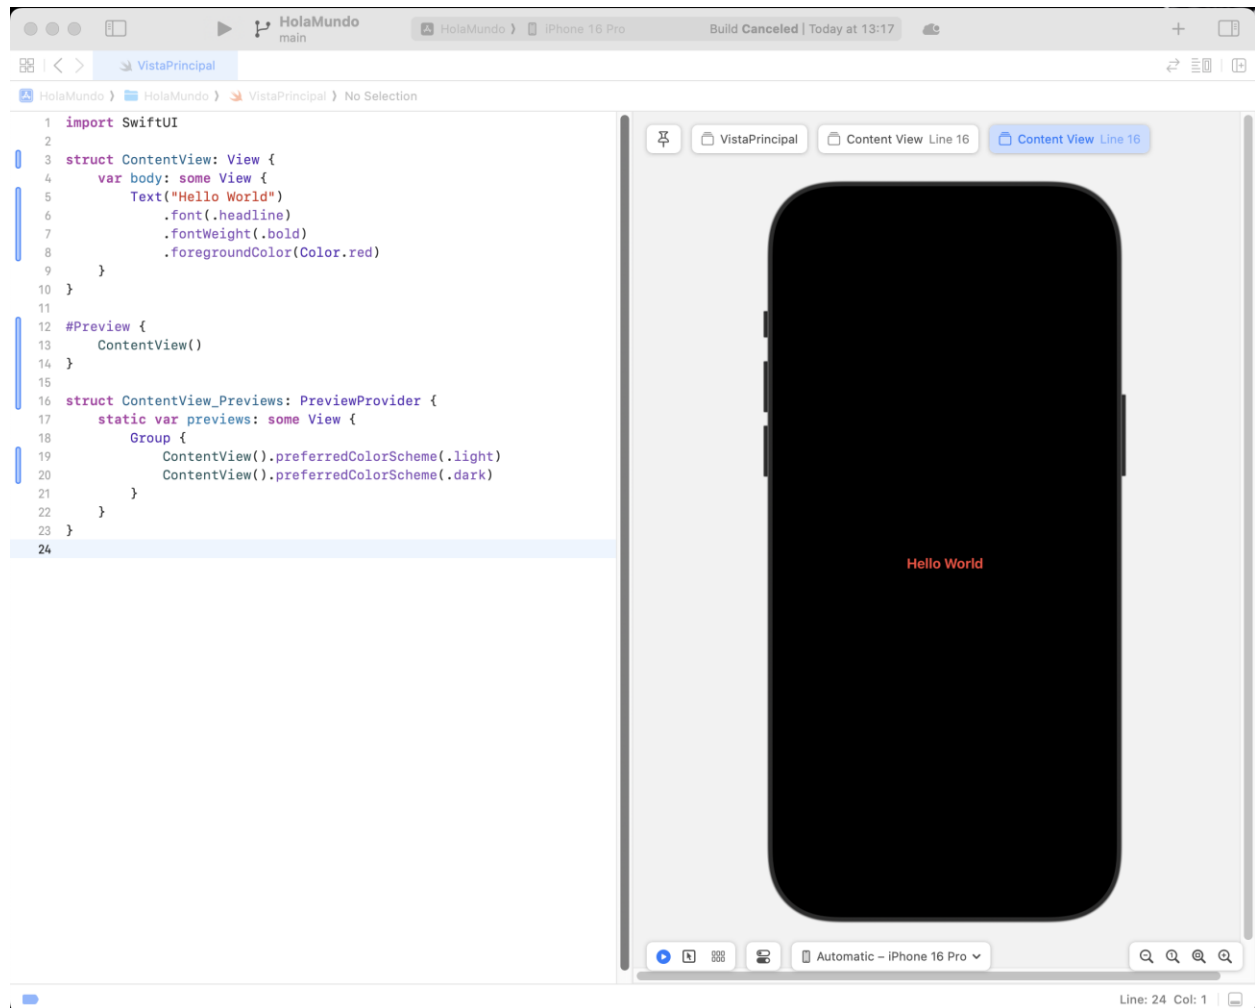 HolaMundo
main
HolaMundo ⟩ iPhone 16 Pro
Build Canceled | Today at 13:17
VistaPrincipal
HolaMundo ⟩ HolaMundo ⟩ VistaPrincipal ⟩ No Selection
1 import SwiftUI
2
3 struct ContentView: View {
4     var body: some View {
5         Text("Hello World")
6             .font(.headline)
7             .fontWeight(.bold)
8             .foregroundColor(Color.red)
9     }
10 }
11
12 #Preview {
13     ContentView()
14 }
15
16 struct ContentView_Previews: PreviewProvider {
17     static var previews: some View {
18         Group {
19             ContentView().preferredColorScheme(.light)
20             ContentView().preferredColorScheme(.dark)
21         }
22     }
23 }
24
VistaPrincipal
Content View Line 16
Content View Line 16
Hello World
Automatic – iPhone 16 Pro
Line: 24 Col: 1